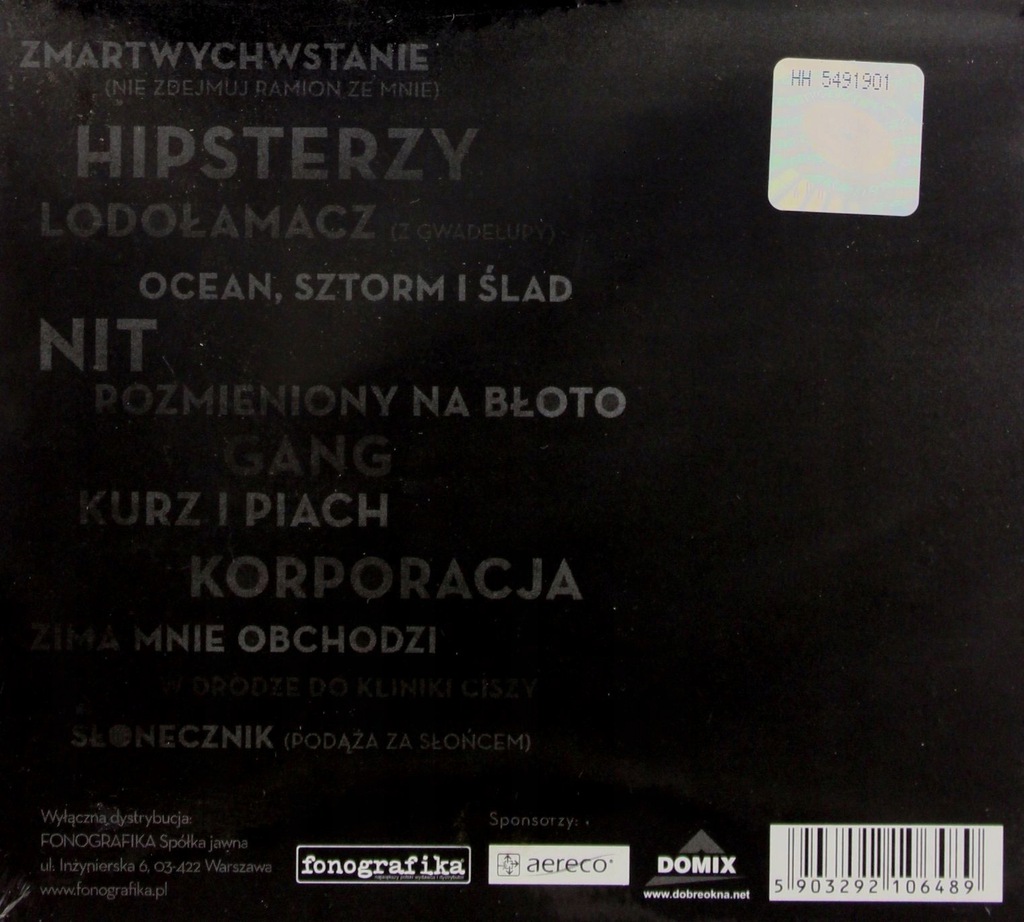 ZMARTWYCHWSTANIE
(NIE ZDEJMUJ RAMION ZE MNIE)
HH 5491901
HIPSTERZY
LODOŁAMACZ (Z GWADELUPY)
OCEAN, SZTORM I ŚLAD
NIT
ROZMIENIONY NA BŁOTO
GANG
KURZ I PIACH
KORPORACJA
ZIMA MNIE OBCHODZI
W DRODZE DO KLINIKI CISZY
SŁONECZNIK (PODĄŻA ZA SŁOŃCEM)
Wyłączna dystrybucja:
FONOGRAFIKA Spółka jawna
ul. Inżynierska 6, 03-422 Warszawa
www.fonografika.pl
fonografika
Sponsorzy:
aereco
DOMIX
www.dobreokna.net
5 903292 106489